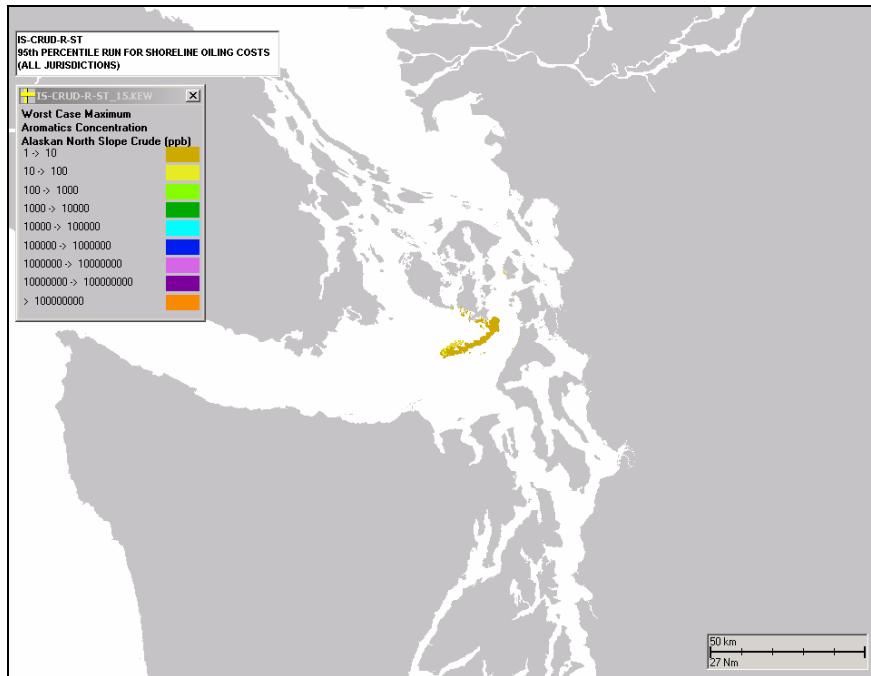 IS-CRUD-R-ST
95th PERCENTILE RUN FOR SHORELINE OILING COSTS
(ALL JURISDICTIONS)
IS-CRUD-R-ST_15.KEW
Worst Case Maximum
Aromatics Concentration
Alaskan North Slope Crude (ppb)
1 -> 10
10 -> 100
100 -> 1000
1000 -> 10000
10000 -> 100000
100000 -> 1000000
1000000 -> 10000000
10000000 -> 100000000
> 100000000
50 km
27 Nm